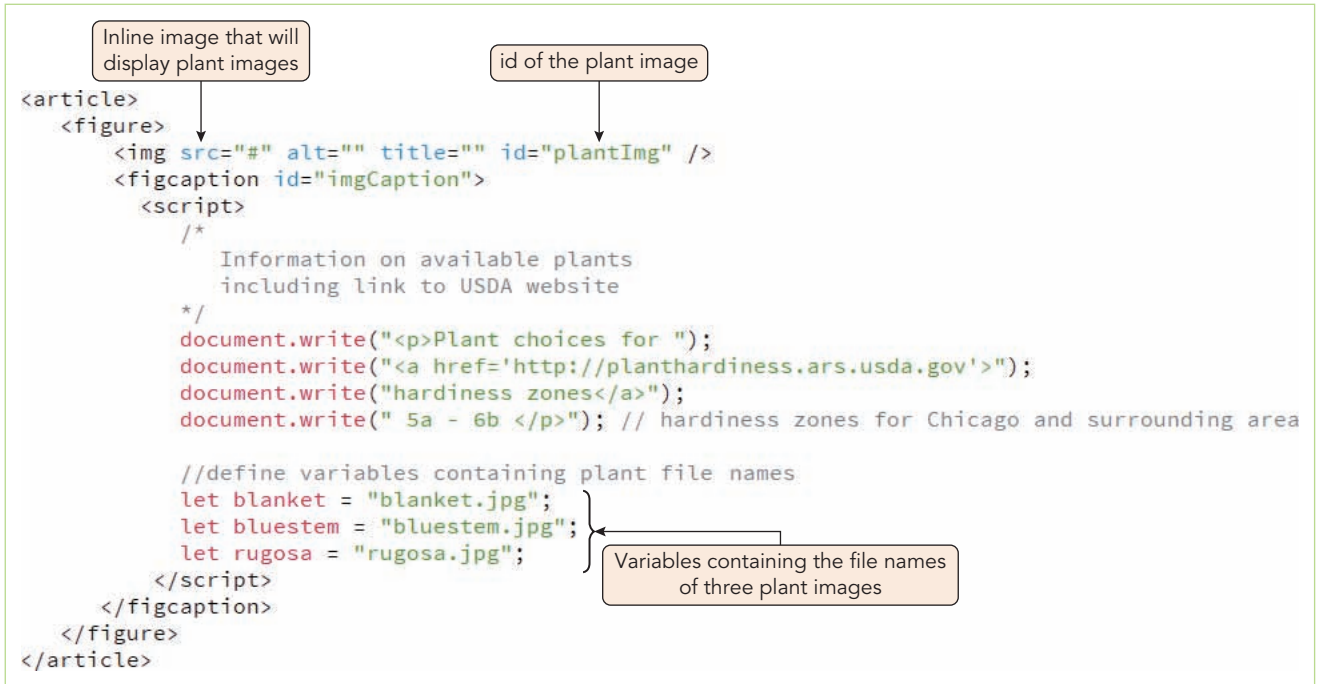 Inline image that will
display plant images
id of the plant image
<article>
<figure>
<img src="#" alt="" title="" id="plantImg" />
<figcaption id="imgCaption">
<script>
/*
Information on available plants
including link to USDA website
*/
document.write("<p>Plant choices for ");
document.write("<a href='http://planthardiness.ars.usda.gov'>");
document.write("hardiness zones</a>");
document.write(" 5a - 6b </p>"); // hardiness zones for Chicago and surrounding area
//define variables containing plant file names
let blanket = "blanket.jpg";
let bluestem = "bluestem.jpg";
let rugosa = "rugosa.jpg";
Variables containing the file names
of three plant images
</script>
</figcaption>
</figure>
</article>